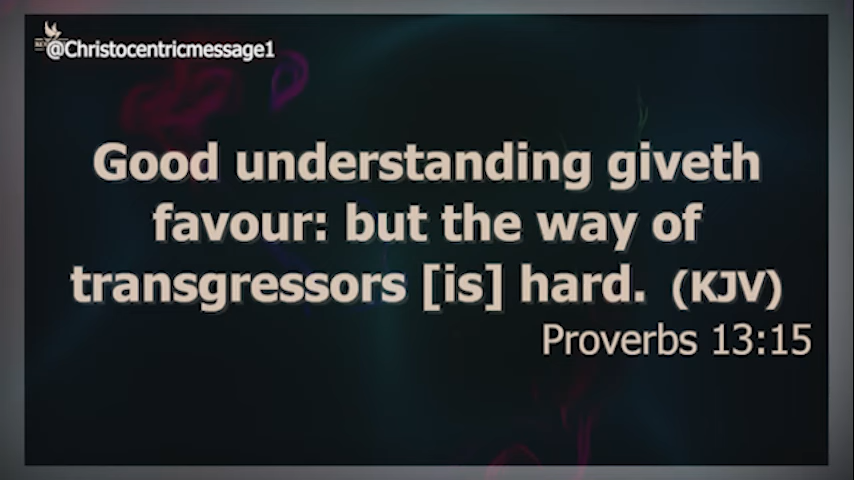 @Christocentricmessage1
Good understanding giveth
favour: but the way of
transgressors [is] hard. (KJV)
Proverbs 13:15